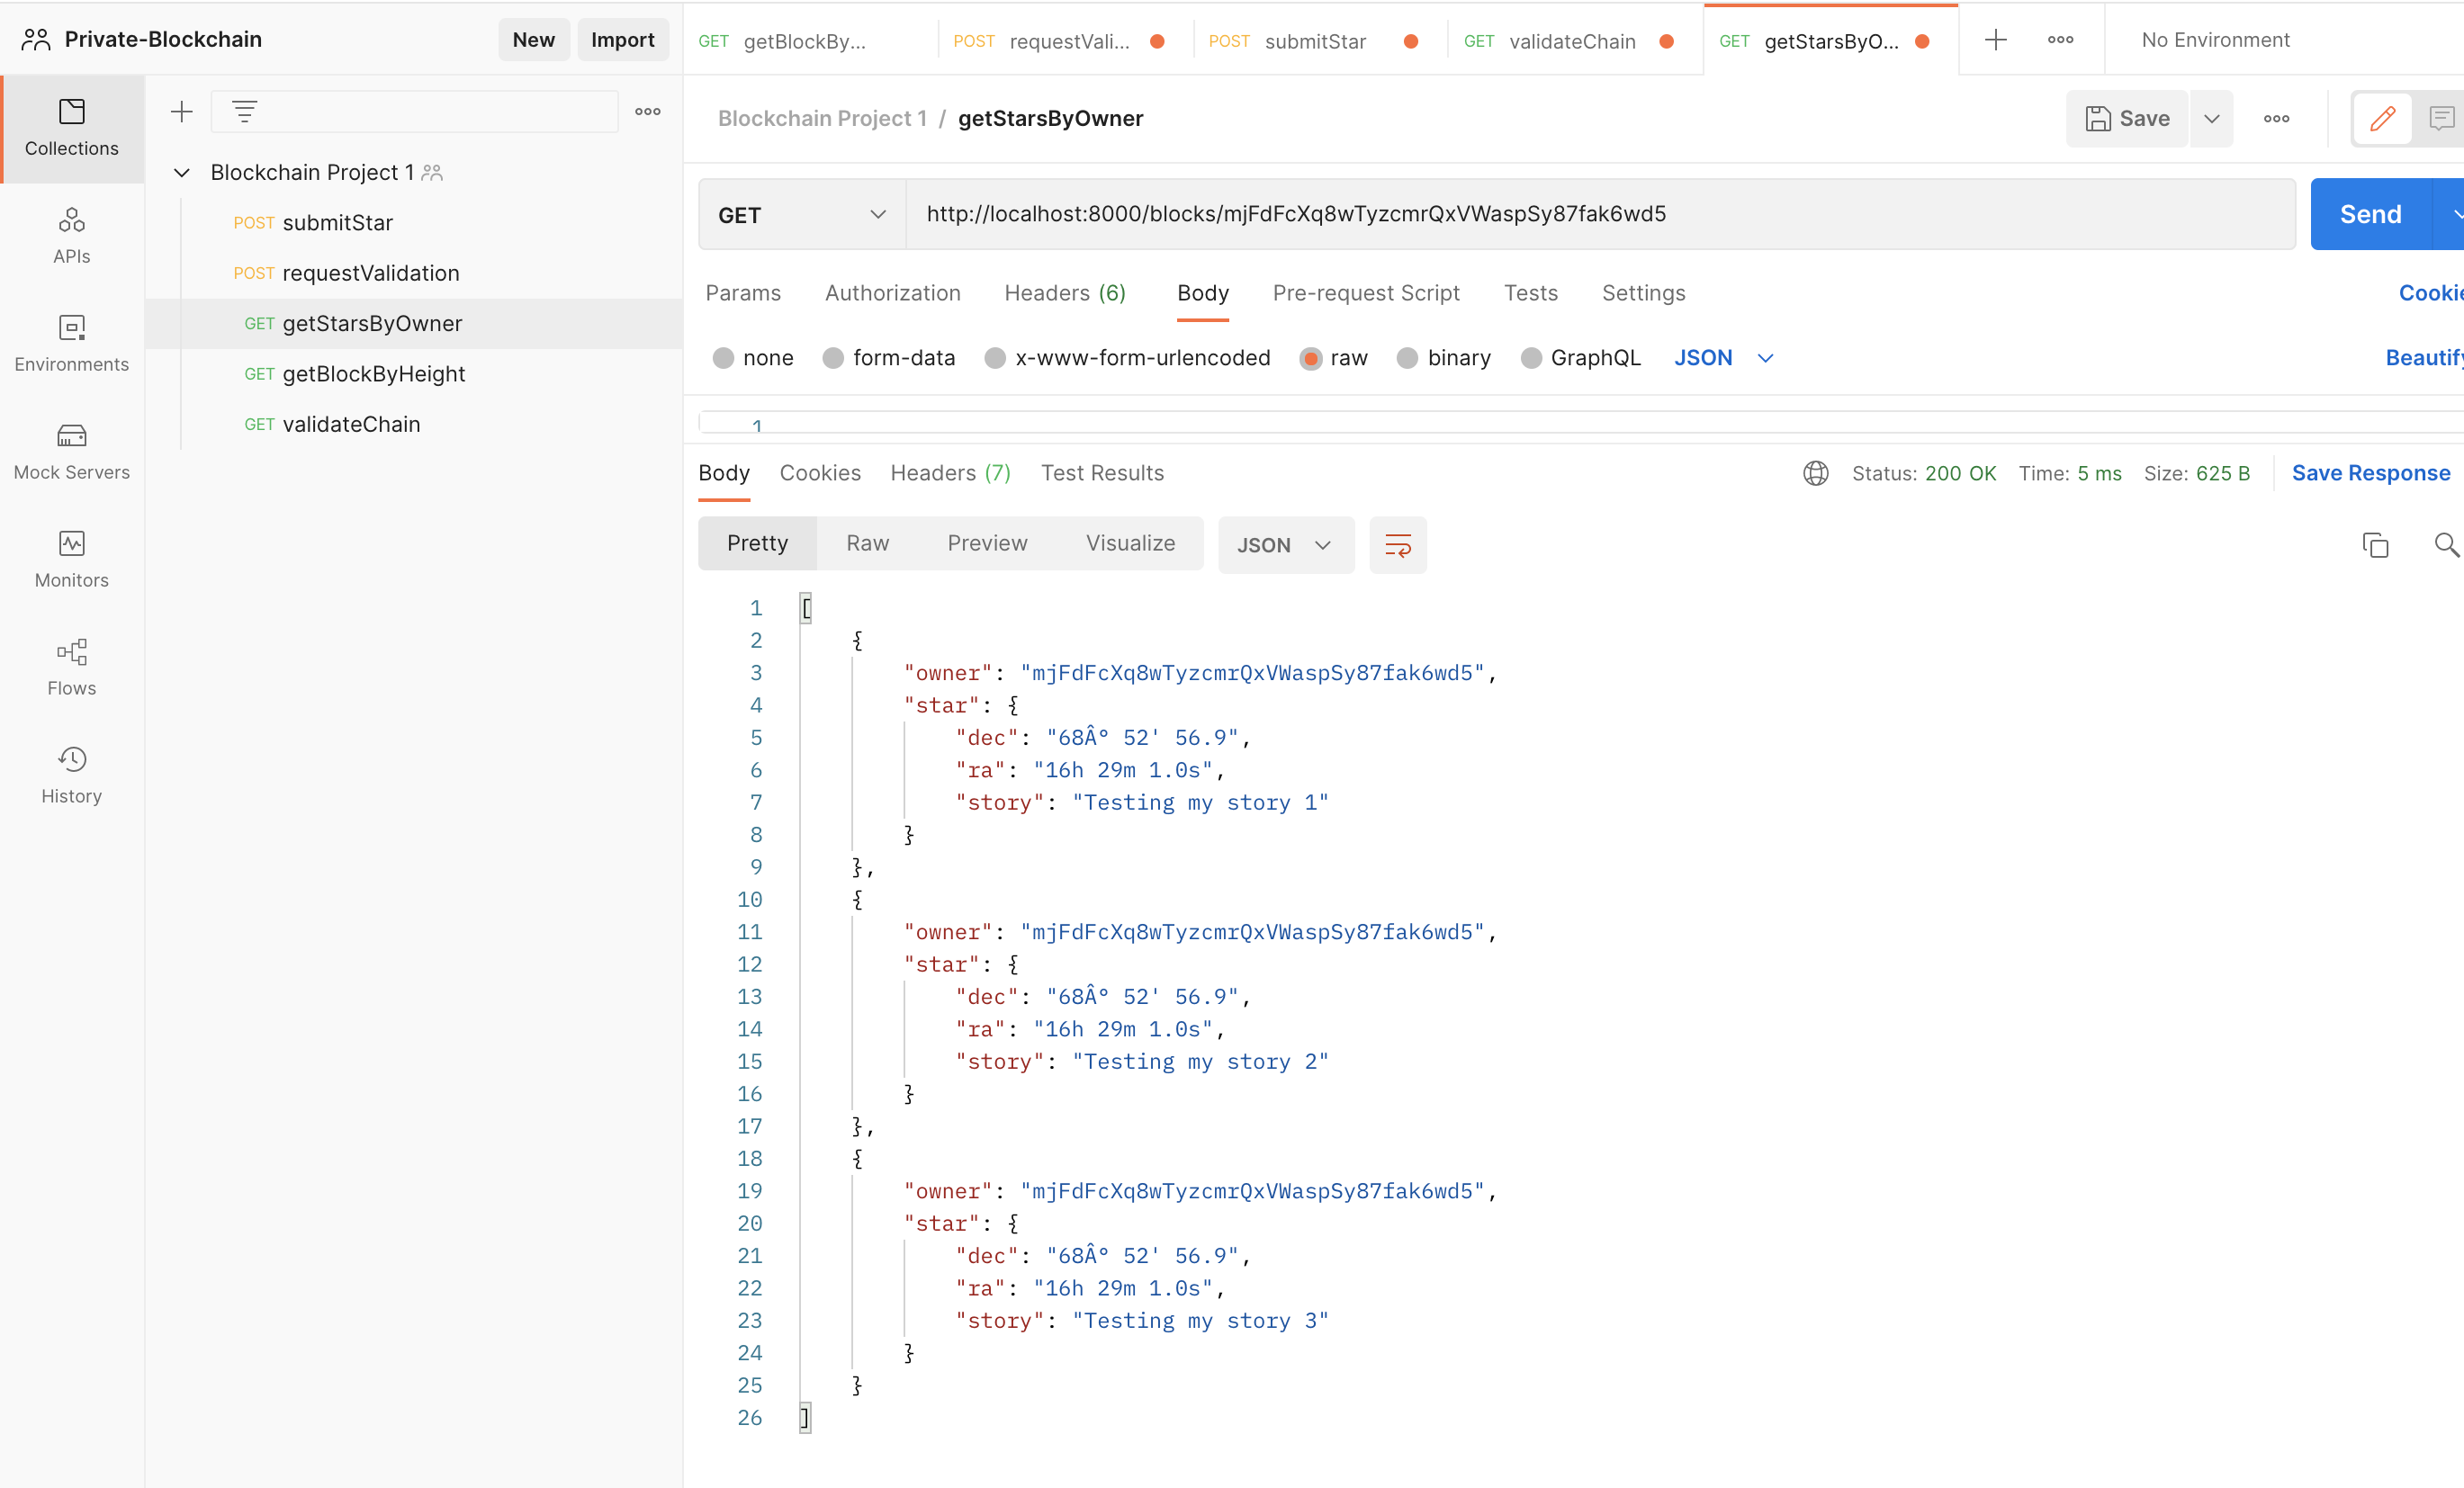 Private-Blockchain
New
Import
GET getBlockBy...
POST requestVali...
POST submitStar
GET validateChain
GET getStarsByO...
No Environment
Collections
APIs
Environments
Mock Servers
Monitors
Flows
History
Blockchain Project 1
POST submitStar
POST requestValidation
GET getStarsByOwner
GET getBlockByHeight
GET validateChain
Blockchain Project 1 / getStarsByOwner
Save
GET
http://localhost:8000/blocks/mjFdFcXq8wTyzcmrQxVWaspSy87fak6wd5
Send
Params Authorization Headers (6) Body Pre-request Script Tests Settings
Cookie
none form-data x-www-form-urlencoded raw binary GraphQL JSON
Beautify
1
Body Cookies Headers (7) Test Results
Status: 200 OK Time: 5 ms Size: 625 B
Save Response
Pretty Raw Preview Visualize JSON
1 [
2 {
3 "owner": "mjFdFcXq8wTyzcmrQxVWaspSy87fak6wd5",
4 "star": {
5 "dec": "68Â° 52' 56.9",
6 "ra": "16h 29m 1.0s",
7 "story": "Testing my story 1"
8 }
9 },
10 {
11 "owner": "mjFdFcXq8wTyzcmrQxVWaspSy87fak6wd5",
12 "star": {
13 "dec": "68Â° 52' 56.9",
14 "ra": "16h 29m 1.0s",
15 "story": "Testing my story 2"
16 }
17 },
18 {
19 "owner": "mjFdFcXq8wTyzcmrQxVWaspSy87fak6wd5",
20 "star": {
21 "dec": "68Â° 52' 56.9",
22 "ra": "16h 29m 1.0s",
23 "story": "Testing my story 3"
24 }
25 }
26 ]